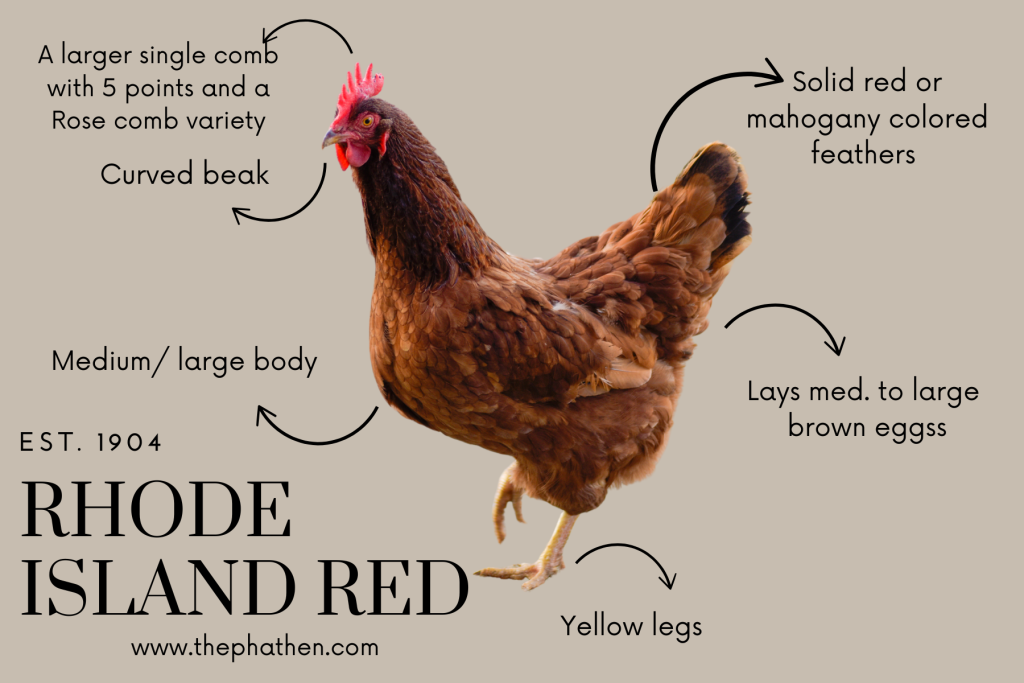 A larger single comb
with 5 points and a
Rose comb variety
Curved beak
Solid red or
mahogany colored
feathers
Medium/ large body
Lays med. to large
brown eggss
EST. 1904
RHODE
ISLAND RED
www.thephathen.com
Yellow legs